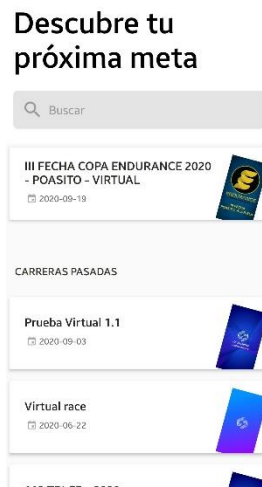 Descubre tu
próxima meta
Buscar
III FECHA COPA ENDURANCE 2020
- POASITO - VIRTUAL
2020-09-19
CARRERAS PASADAS
Prueba Virtual 1.1
2020-09-03
Virtual race
2020-06-22